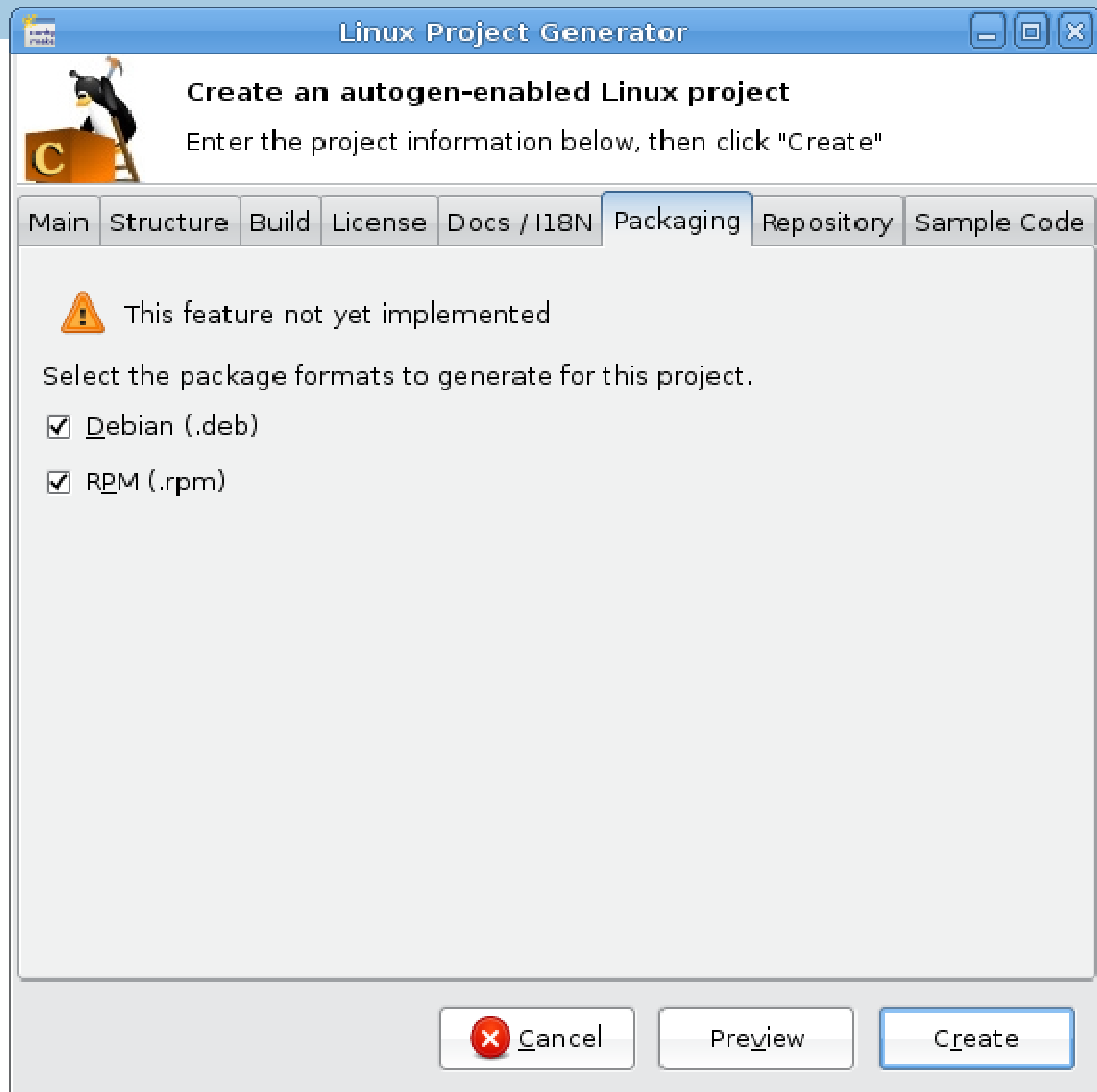 Linux Project Generator
Create an autogen-enabled Linux project
Enter the project information below, then click "Create"
C
Main Structure Build License Docs / I18N Packaging Repository Sample Code
This feature not yet implemented
Select the package formats to generate for this project.
Debian (.deb)
RPM (.rpm)
Cancel Preview Create